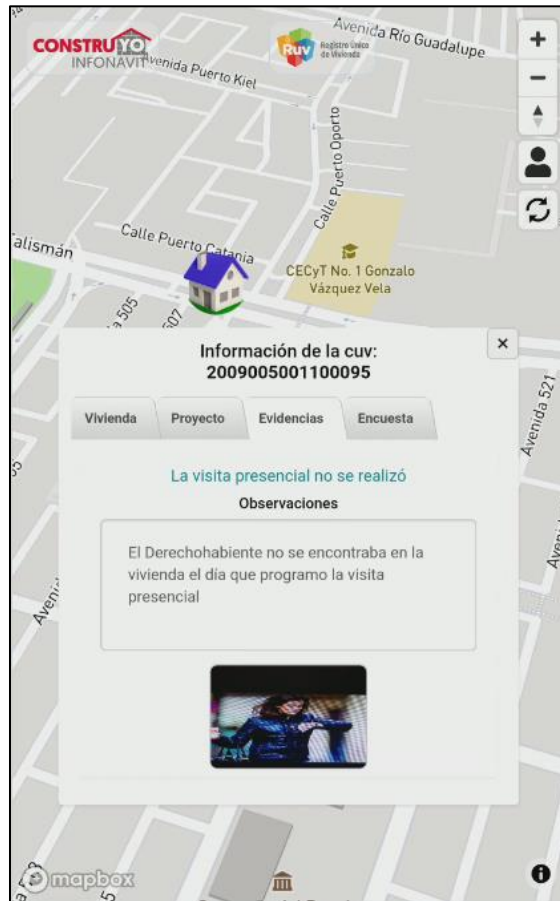 Avenida Río Guadalupe
CONSTRUYO
INFONAVIT
Ruv
Registro Único
de Vivienda
Avenida Puerto Kiel
Calle Puerto Oporto
Calle Puerto Catania
Talismán
CECyT No. 1 Gonzalo
Vázquez Vela
505
507
Información de la cuv:
2009005001100095
Vivienda
Proyecto
Evidencias
Encuesta
Avenida 521
La visita presencial no se realizó
Observaciones
El Derechohabiente no se encontraba en la
vivienda el día que programo la visita
presencial
mapbox